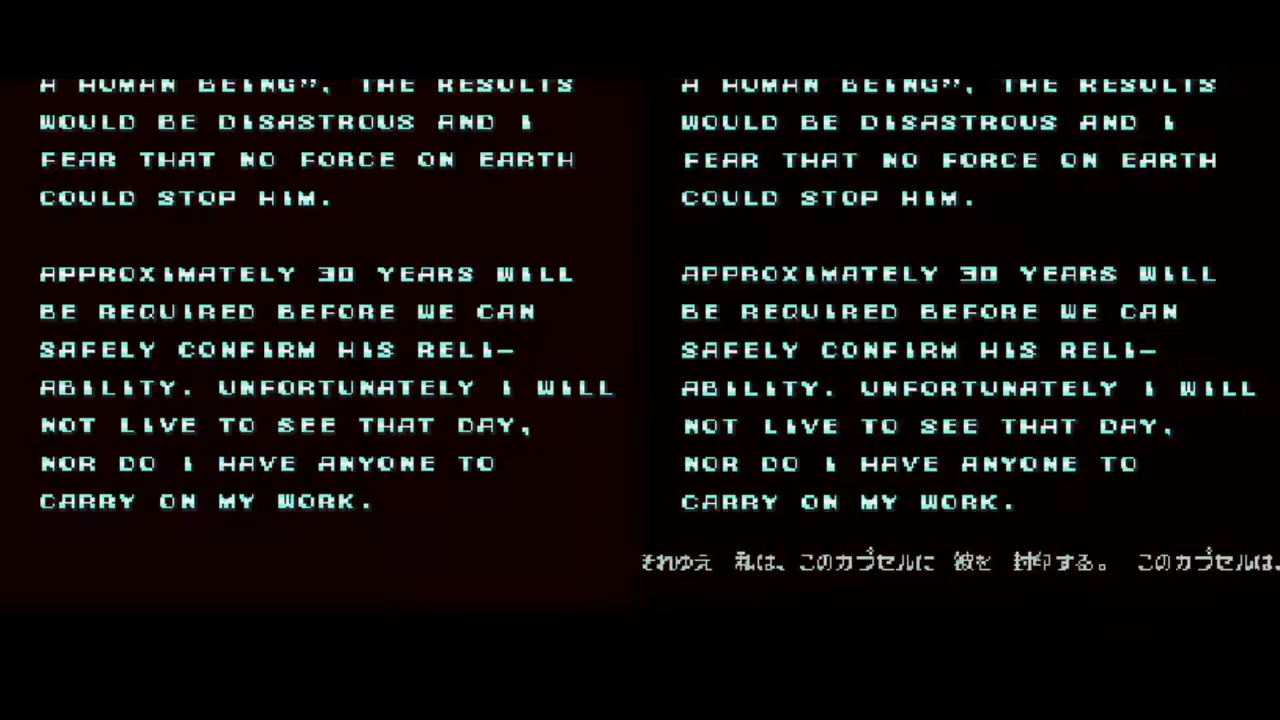 A HUMAN BEING", THE RESULTS
WOULD BE DISASTROUS AND I
FEAR THAT NO FORCE ON EARTH
COULD STOP HIM.
APPROXIMATELY 30 YEARS WILL
BE REQUIRED BEFORE WE CAN
SAFELY CONFIRM HIS RELI-
ABILITY. UNFORTUNATELY I WILL
NOT LIVE TO SEE THAT DAY,
NOR DO I HAVE ANYONE TO
CARRY ON MY WORK.
A HUMAN BEING", THE RESULTS
WOULD BE DISASTROUS AND I
FEAR THAT NO FORCE ON EARTH
COULD STOP HIM.
APPROXIMATELY 30 YEARS WILL
BE REQUIRED BEFORE WE CAN
SAFELY CONFIRM HIS RELI-
ABILITY. UNFORTUNATELY I WILL
NOT LIVE TO SEE THAT DAY,
NOR DO I HAVE ANYONE TO
CARRY ON MY WORK.
それゆえ 私は、このカプセルに 彼を 封印する。 このカプセルは、